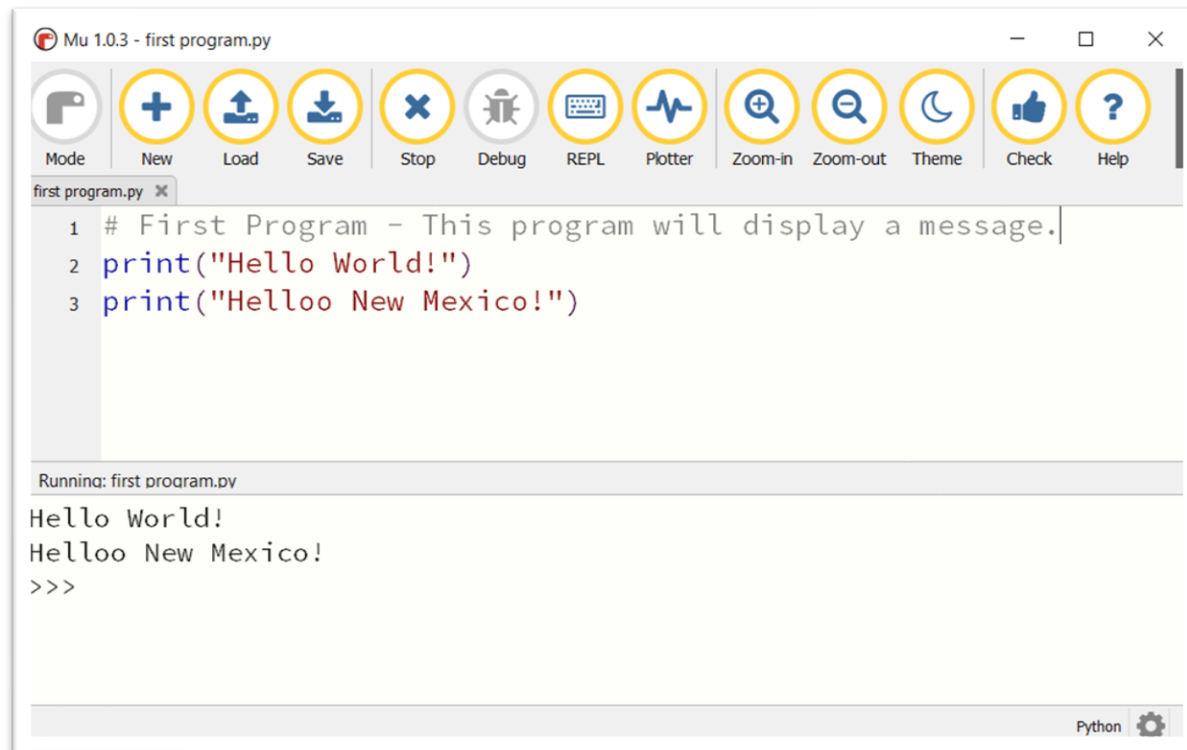 Mu 1.0.3 - first program.py
Mode New Load Save Stop Debug REPL Plotter Zoom-in Zoom-out Theme Check Help
first program.py
1 # First Program - This program will display a message.
2 print("Hello World!")
3 print("Helloo New Mexico!")
Running: first program.py
Hello World!
Helloo New Mexico!
>>>
Python